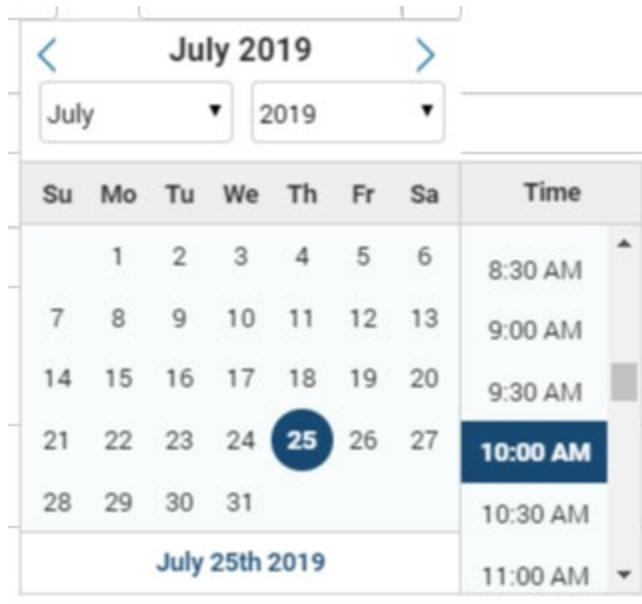 July 2019
July 2019
Su Mo Tu We Th Fr Sa Time
1 2 3 4 5 6
8:30 AM
7 8 9 10 11 12 13
9:00 AM
14 15 16 17 18 19 20
9:30 AM
21 22 23 24 25 26 27
10:00 AM
28 29 30 31
10:30 AM
July 25th 2019
11:00 AM